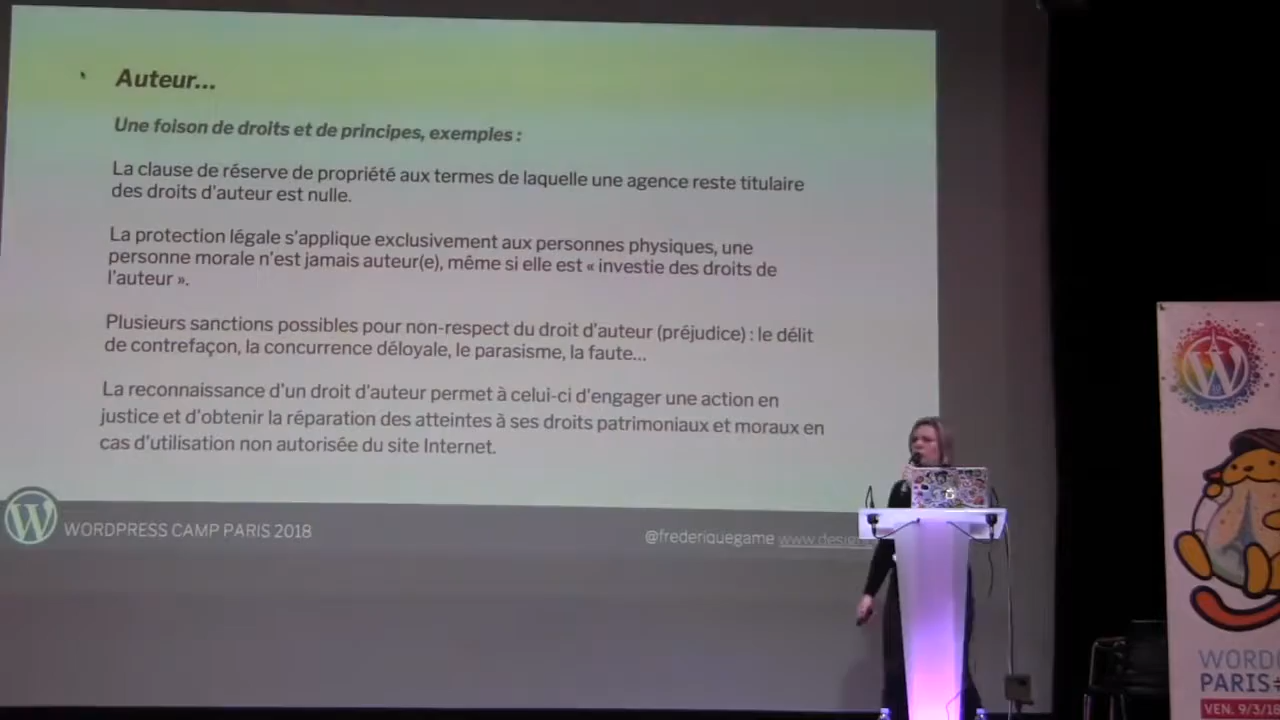 Auteur...
Une foison de droits et de principes, exemples :
La clause de réserve de propriété aux termes de laquelle une agence reste titulaire
des droits d'auteur est nulle.
La protection légale s'applique exclusivement aux personnes physiques, une
personne morale n'est jamais auteur(e), même si elle est « investie des droits de
l'auteur ».
Plusieurs sanctions possibles pour non-respect du droit d'auteur (préjudice) : le délit
de contrefaçon, la concurrence déloyale, le parasisme, la faute...
La reconnaissance d'un droit d'auteur permet à celui-ci d'engager une action en
justice et d'obtenir la réparation des atteintes à ses droits patrimoniaux et moraux en
cas d'utilisation non autorisée du site Internet.
WORDPRESS CAMP PARIS 2018
@frederiquegame
WORD
PARIS
VEN. 9/3/18